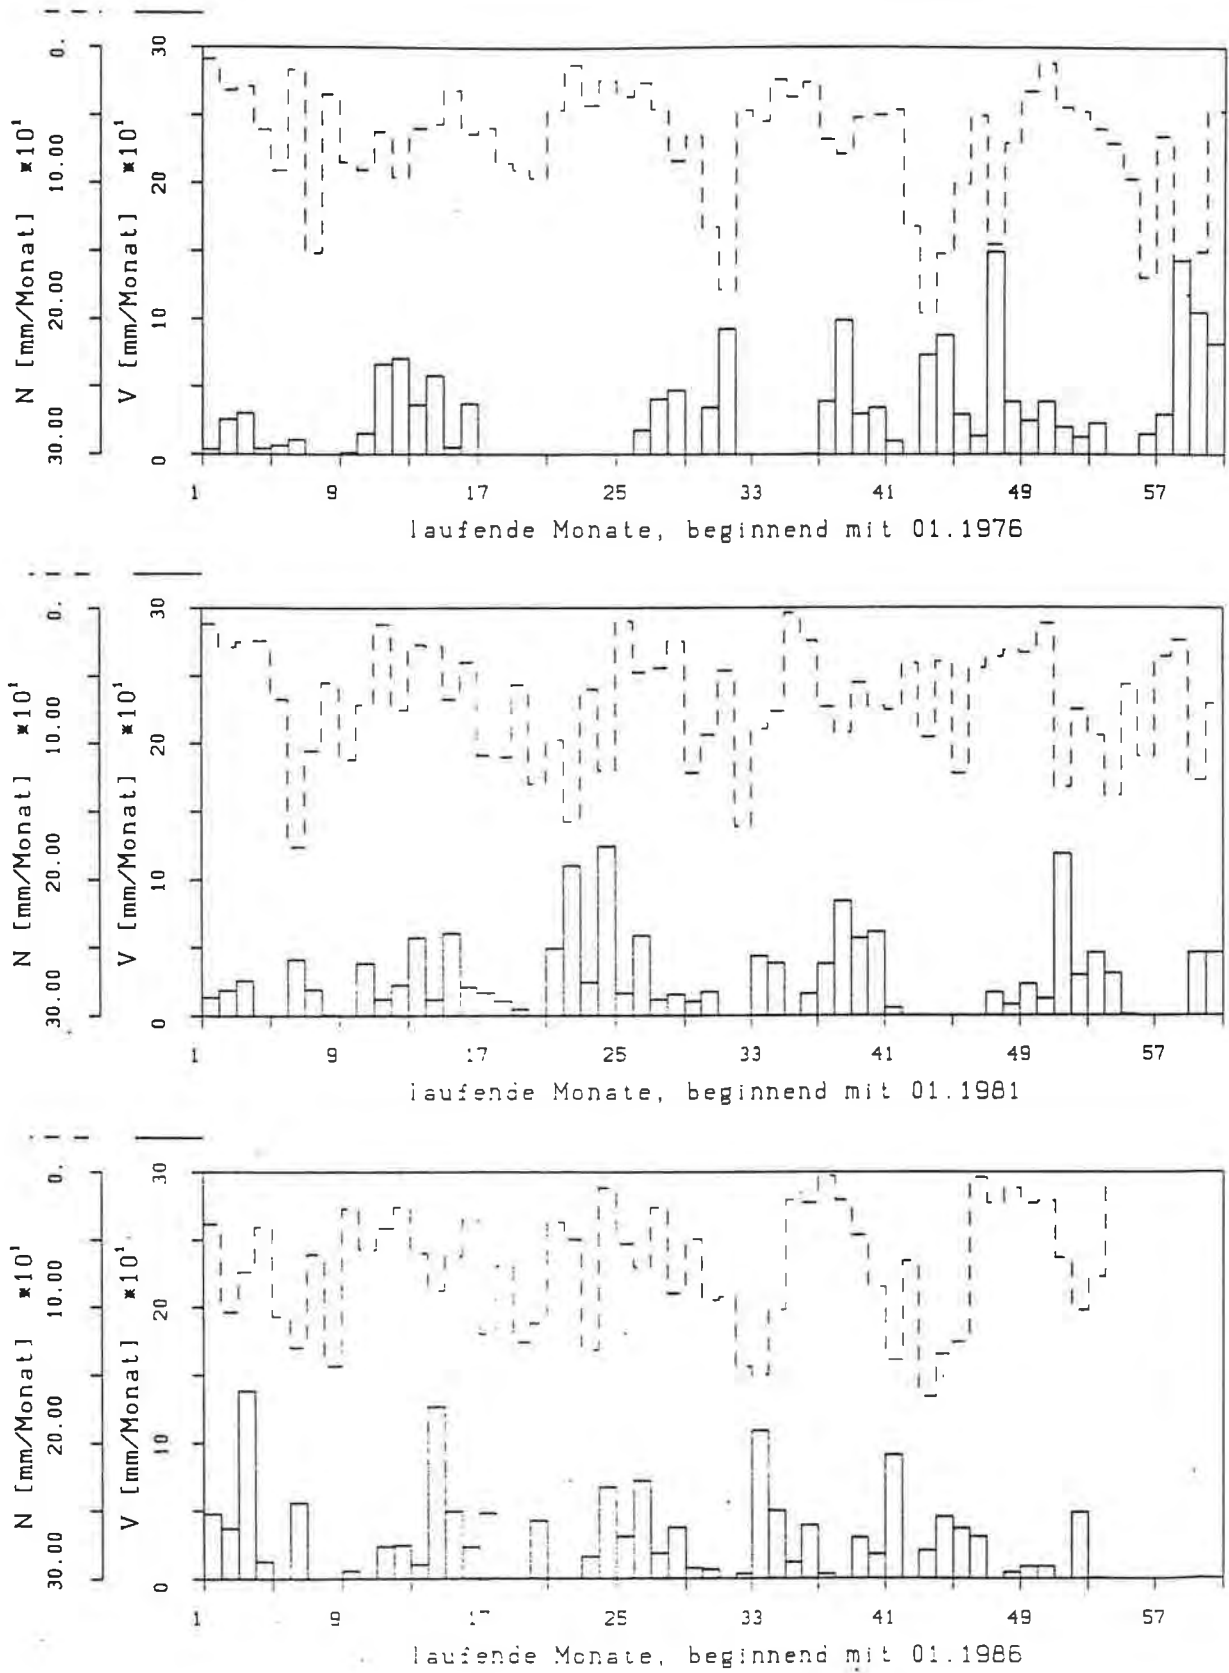 N [mm/Monat] *10¹
0.
10.00
20.00
30.00
V [mm/Monat] *10¹
30
20
10
0
1 9 17 25 33 41 49 57
laufende Monate, beginnend mit 01.1976
N [mm/Monat] *10¹
0.
10.00
20.00
30.00
V [mm/Monat] *10¹
30
20
10
0
1 9 17 25 33 41 49 57
laufende Monate, beginnend mit 01.1981
N [mm/Monat] *10¹
0.
10.00
20.00
30.00
V [mm/Monat] *10¹
30
20
10
0
1 9 17 25 33 41 49 57
laufende Monate, beginnend mit 01.1986